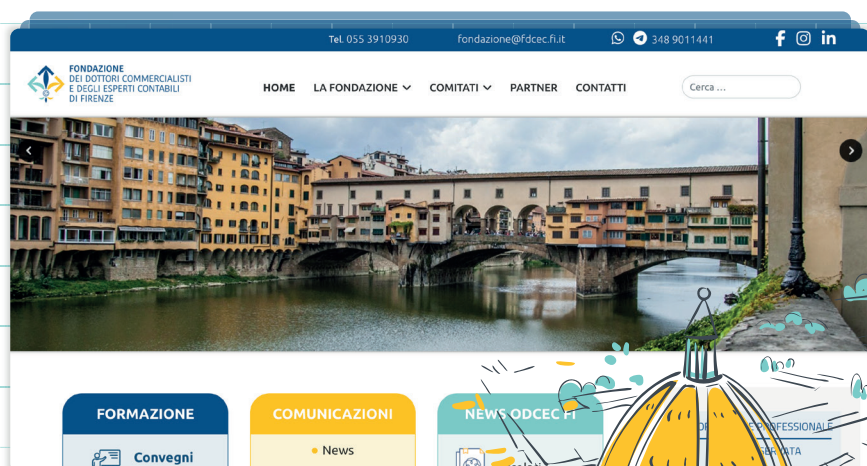 Tel. 055 3910930
fondazione@fdcec.fi.it
348 9011441
FONDAZIONE
DEI DOTTORI COMMERCIALISTI
E DEGLI ESPERTI CONTABILI
DI FIRENZE
HOME
LA FONDAZIONE
COMITATI
PARTNER
CONTATTI
Cerca ...
FORMAZIONE
Convegni
COMUNICAZIONI
News
NEWS ODCEC FI
PROFESSIONALE